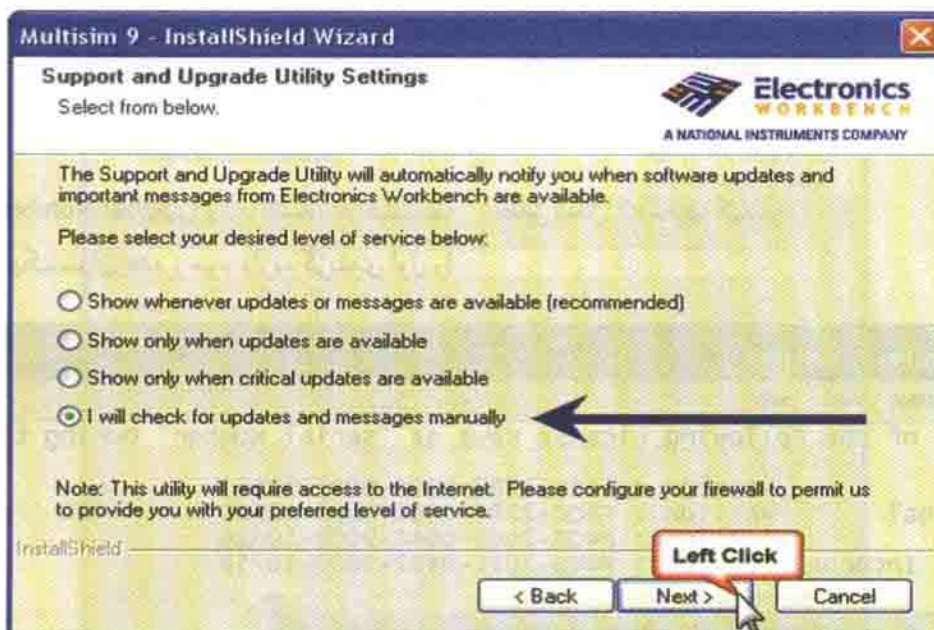 Multisim 9 - InstallShield Wizard
Support and Upgrade Utility Settings
Select from below.
Electronics
WORKBENCH
A NATIONAL INSTRUMENTS COMPANY
The Support and Upgrade Utility will automatically notify you when software updates and
important messages from Electronics Workbench are available.
Please select your desired level of service below:
Show whenever updates or messages are available (recommended)
Show only when updates are available
Show only when critical updates are available
I will check for updates and messages manually
Note: This utility will require access to the Internet. Please configure your firewall to permit us
to provide you with your preferred level of service.
InstallShield
Left Click
< Back
Next >
Cancel